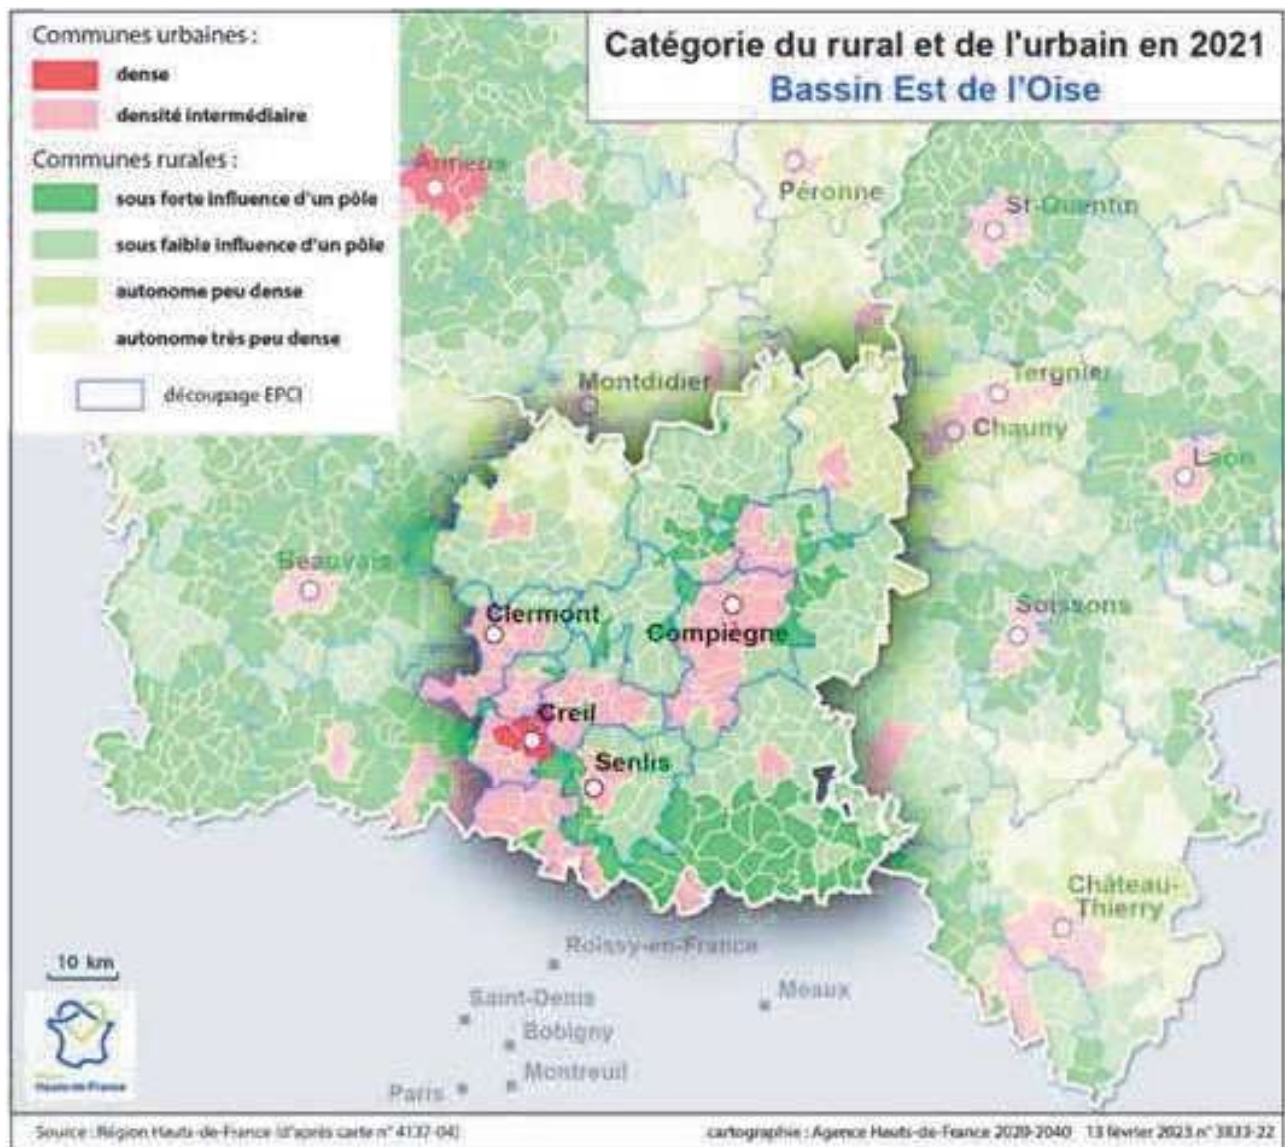 Catégorie du rural et de l'urbain en 2021
Bassin Est de l'Oise
Communes urbaines :
dense
densité intermédiaire
Communes rurales :
sous forte influence d'un pôle
sous faible influence d'un pôle
autonome peu dense
autonome très peu dense
découpage EPCI
Amiens
Péronne
St-Quentin
Montdidier
Tergnier
Chauny
Laon
Beauvais
Clermont
Compiègne
Soissons
Creil
Senlis
Château-
Thierry
Roissy-en-France
Saint-Denis
Meaux
Bobigny
Montreuil
Paris
10 km
Hauts-de-France
Source : Région Hauts-de-France (d'après carte n° 4137-04)
cartographie : Agence Hauts-de-France 2020-2040 13 février 2023 n° 3833-22